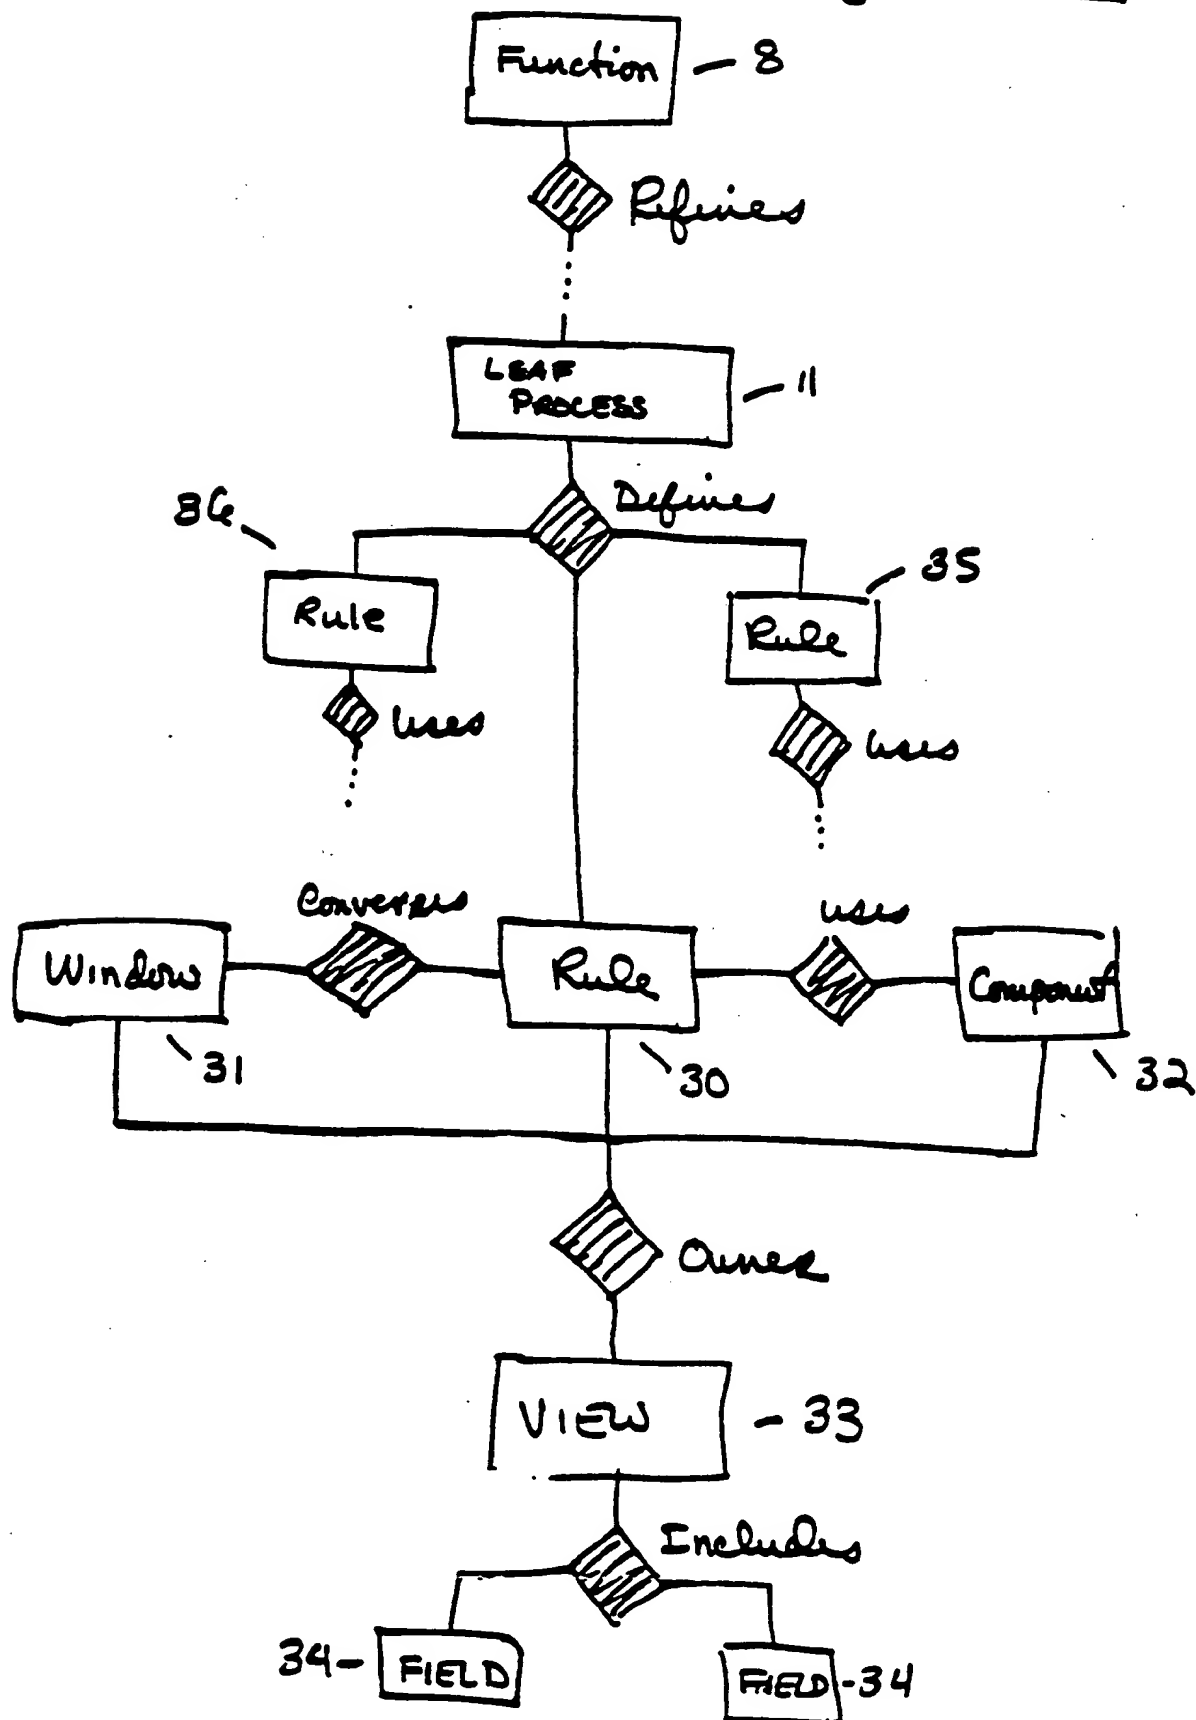 Function
8
Refines
LEAF
PROCESS
11
Defines
36
Rule
35
Rule
uses
uses
Converses
uses
Window
Rule
Component
31
30
32
Owner
VIEW
33
Includes
34
FIELD
FIELD
34